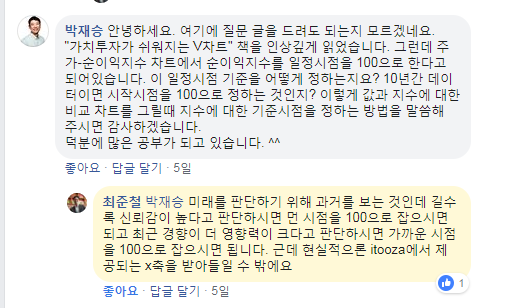 박재승 안녕하세요. 여기에 질문 글을 드려도 되는지 모르겠네요.
"가치투자가 쉬워지는 V차트" 책을 인상깊게 읽었습니다. 그런데 주
가-순이익지수 차트에서 순이익지수를 일정시점을 100으로 한다고
되어있습니다. 이 일정시점 기준을 어떻게 정하는지요? 10년간 데이
터이면 시작시점을 100으로 정하는 것인지? 이렇게 값과 지수에 대한
비교 차트를 그릴때 지수에 대한 기준시점을 정하는 방법을 말씀해
주시면 감사하겠습니다.
덕분에 많은 공부가 되고 있습니다. ^^
좋아요 · 답글 달기 · 5일
최준철 박재승 미래를 판단하기 위해 과거를 보는 것인데 길수
록 신뢰감이 높다고 판단하시면 먼 시점을 100으로 잡으시면
되고 최근 경향이 더 영향력이 크다고 판단하시면 가까운 시점
을 100으로 잡으시면 됩니다. 근데 현실적으론 itooza에서 제
공되는 x축을 받아들일 수 밖에요
1
좋아요 · 답글 달기 · 5일